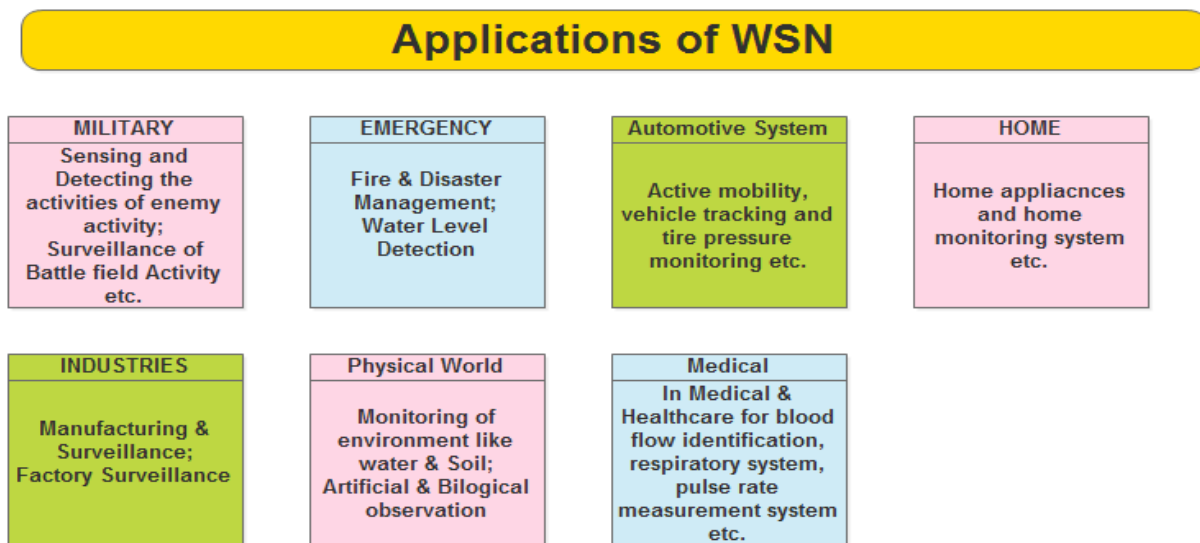 Applications of WSN
MILITARY
Sensing and
Detecting the
activities of enemy
activity;
Surveillance of
Battle field Activity
etc.
EMERGENCY
Fire & Disaster
Management;
Water Level
Detection
Automotive System
Active mobility,
vehicle tracking and
tire pressure
monitoring etc.
HOME
Home appliacnces
and home
monitoring system
etc.
INDUSTRIES
Manufacturing &
Surveillance;
Factory Surveillance
Physical World
Monitoring of
environment like
water & Soil;
Artificial & Bilogical
observation
Medical
In Medical &
Healthcare for blood
flow identification,
respiratory system,
pulse rate
measurement system
etc.